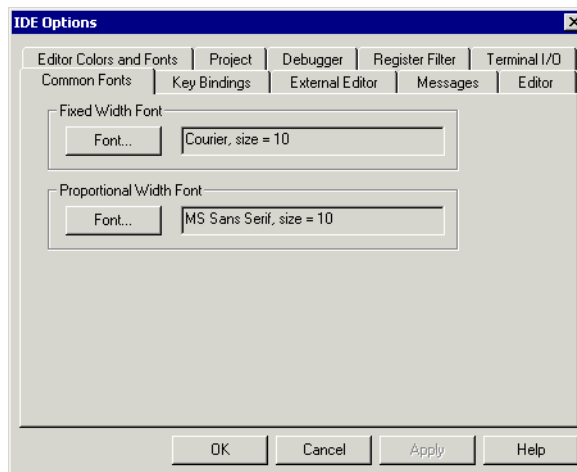 IDE Options
Editor Colors and Fonts Project Debugger Register Filter Terminal I/O
Common Fonts Key Bindings External Editor Messages Editor
Fixed Width Font
Font... Courier, size = 10
Proportional Width Font
Font... MS Sans Serif, size = 10
OK Cancel Apply Help